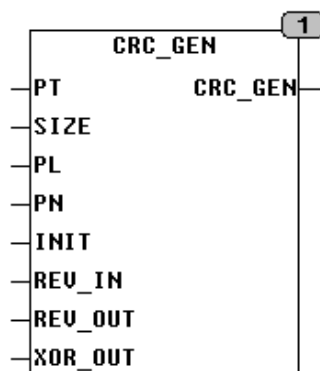 1
CRC_GEN
PT CRC_GEN
SIZE
PL
PN
INIT
REV_IN
REV_OUT
XOR_OUT